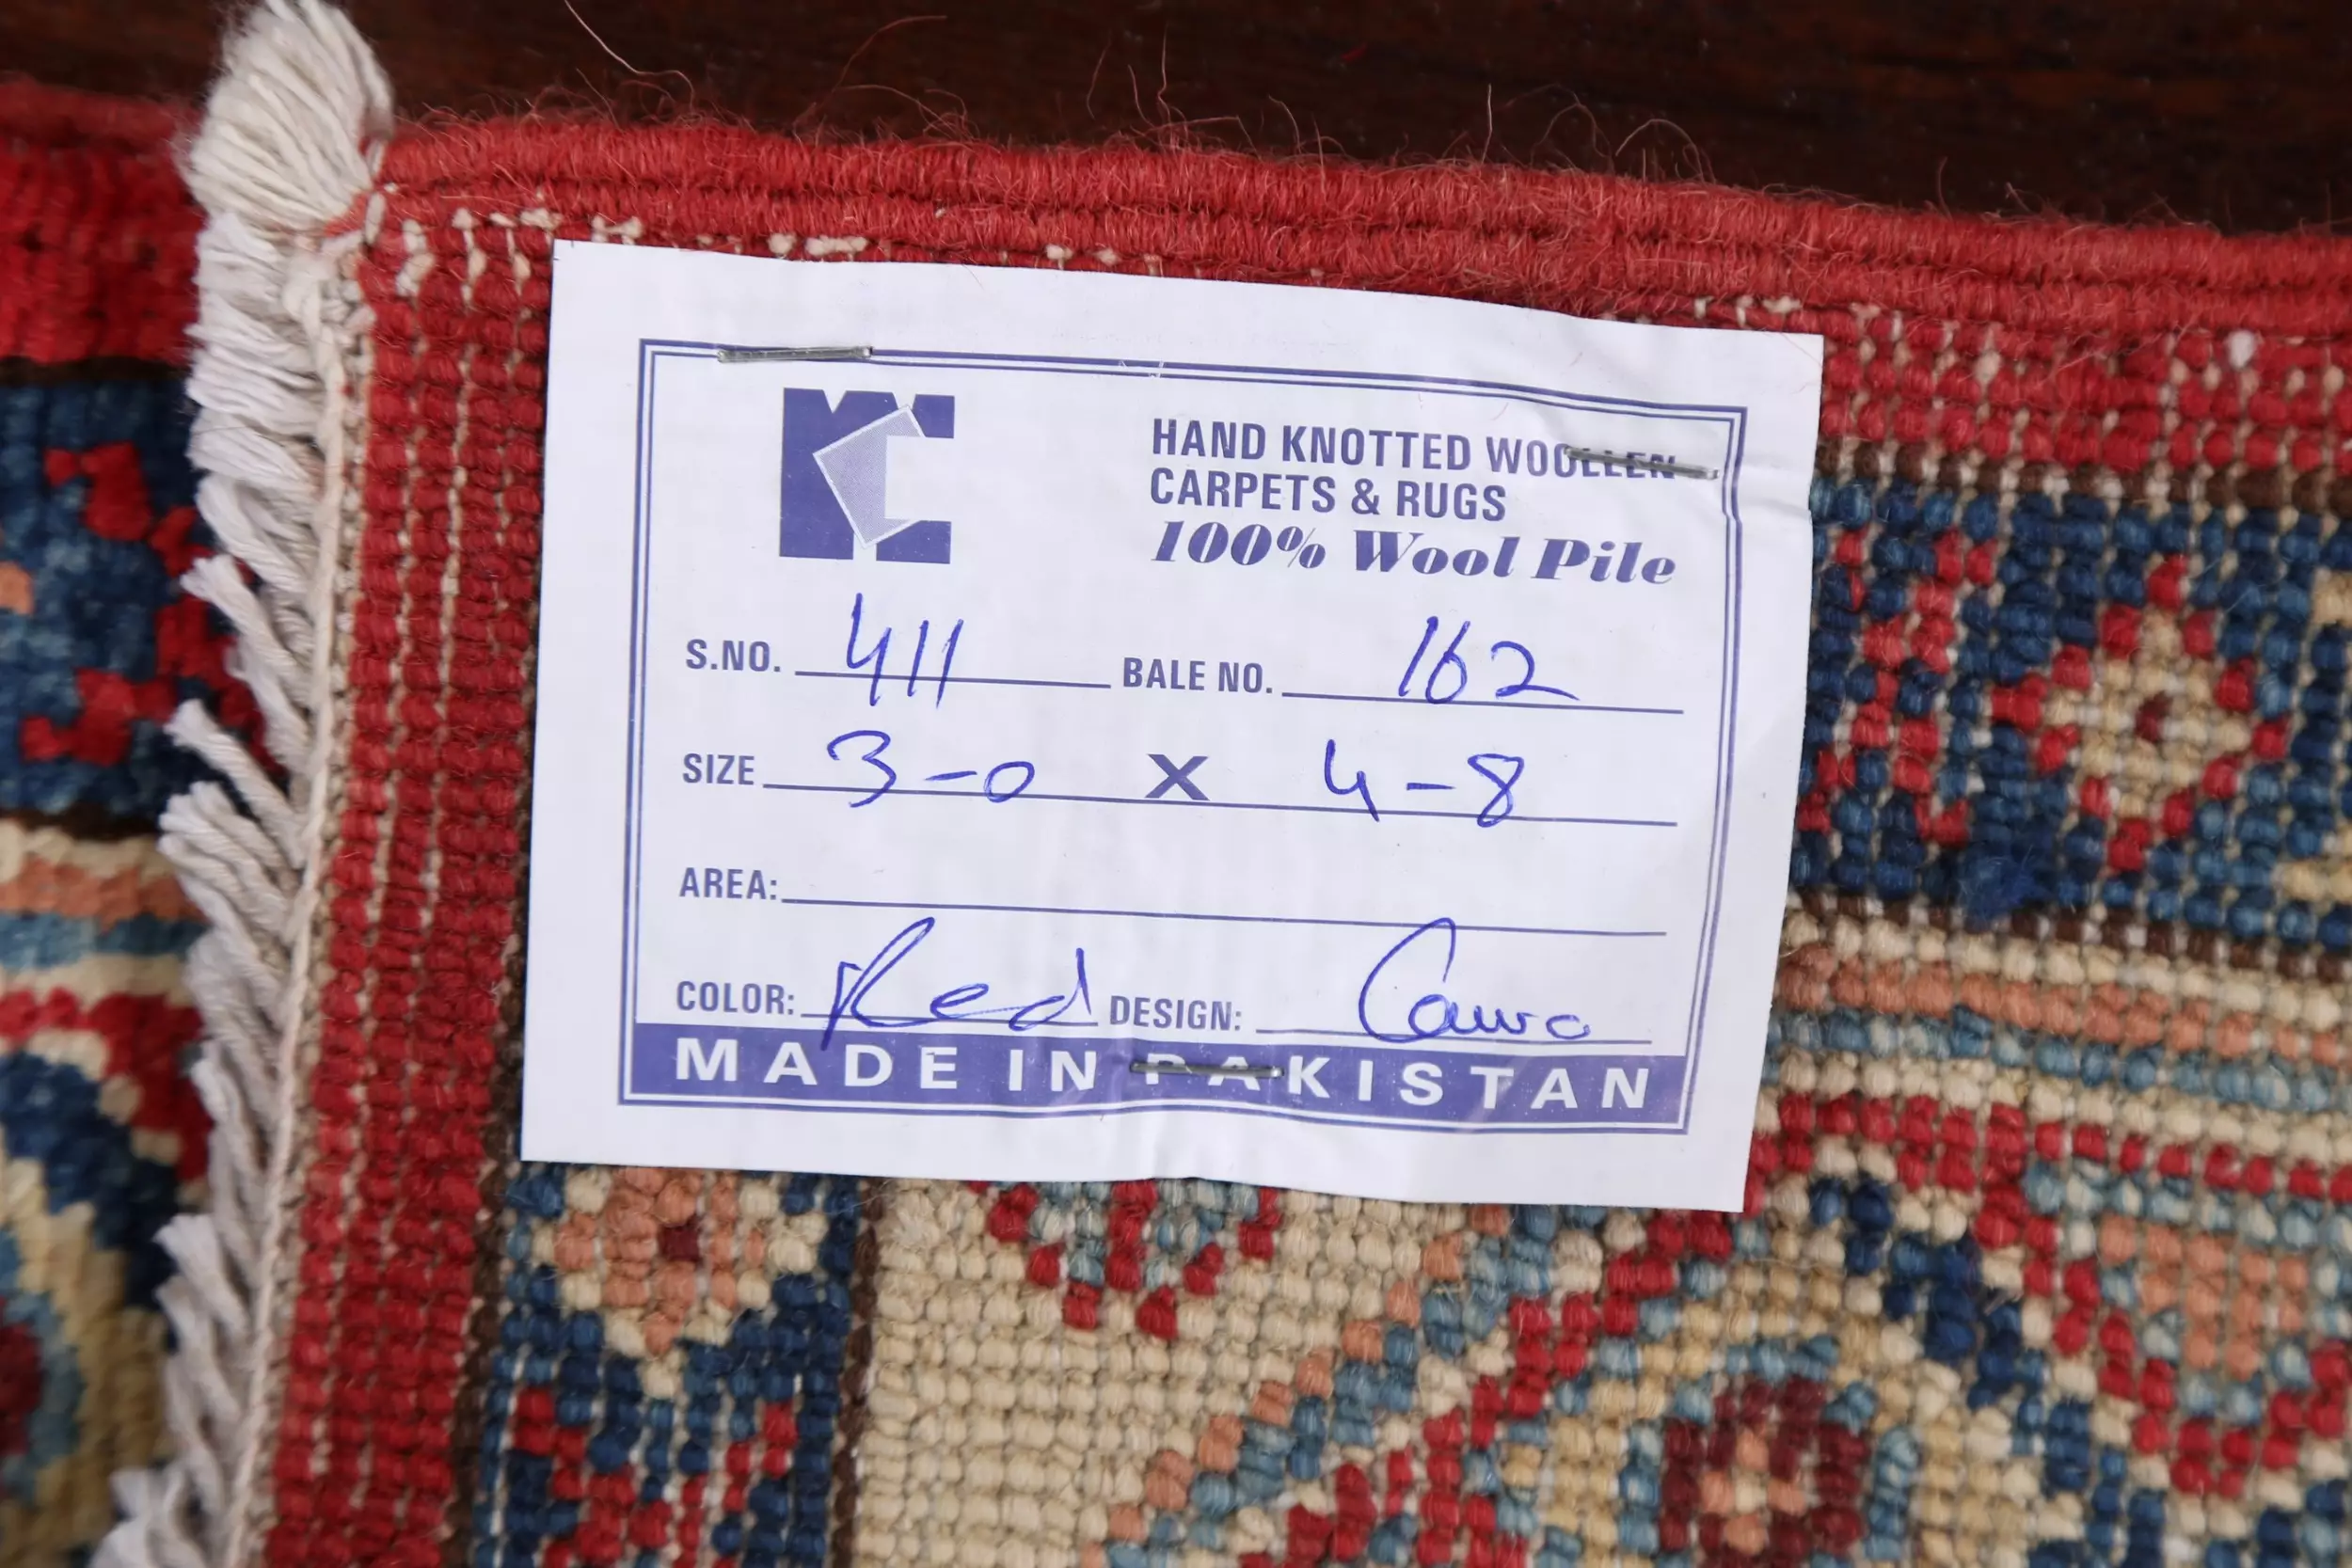 HAND KNOTTED WOOLLEN
CARPETS & RUGS
100% Wool Pile
S.NO. 411 BALE NO. 162
SIZE 3-0 X 4-8
AREA:
COLOR: Red DESIGN:
MADE IN PAKISTAN